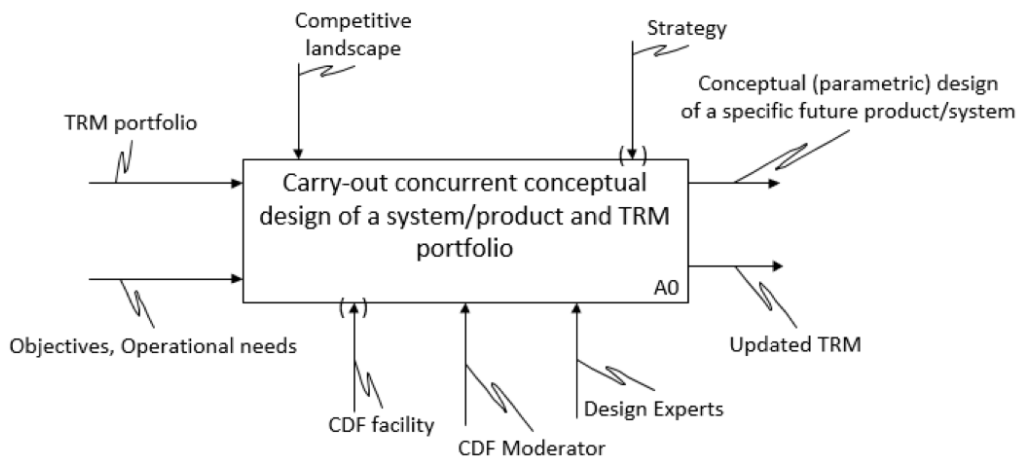 Competitive
landscape
Strategy
Conceptual (parametric) design
of a specific future product/system
TRM portfolio
( )
Carry-out concurrent conceptual
design of a system/product and TRM
portfolio
A0
( )
Objectives, Operational needs
Updated TRM
CDF facility
CDF Moderator
Design Experts